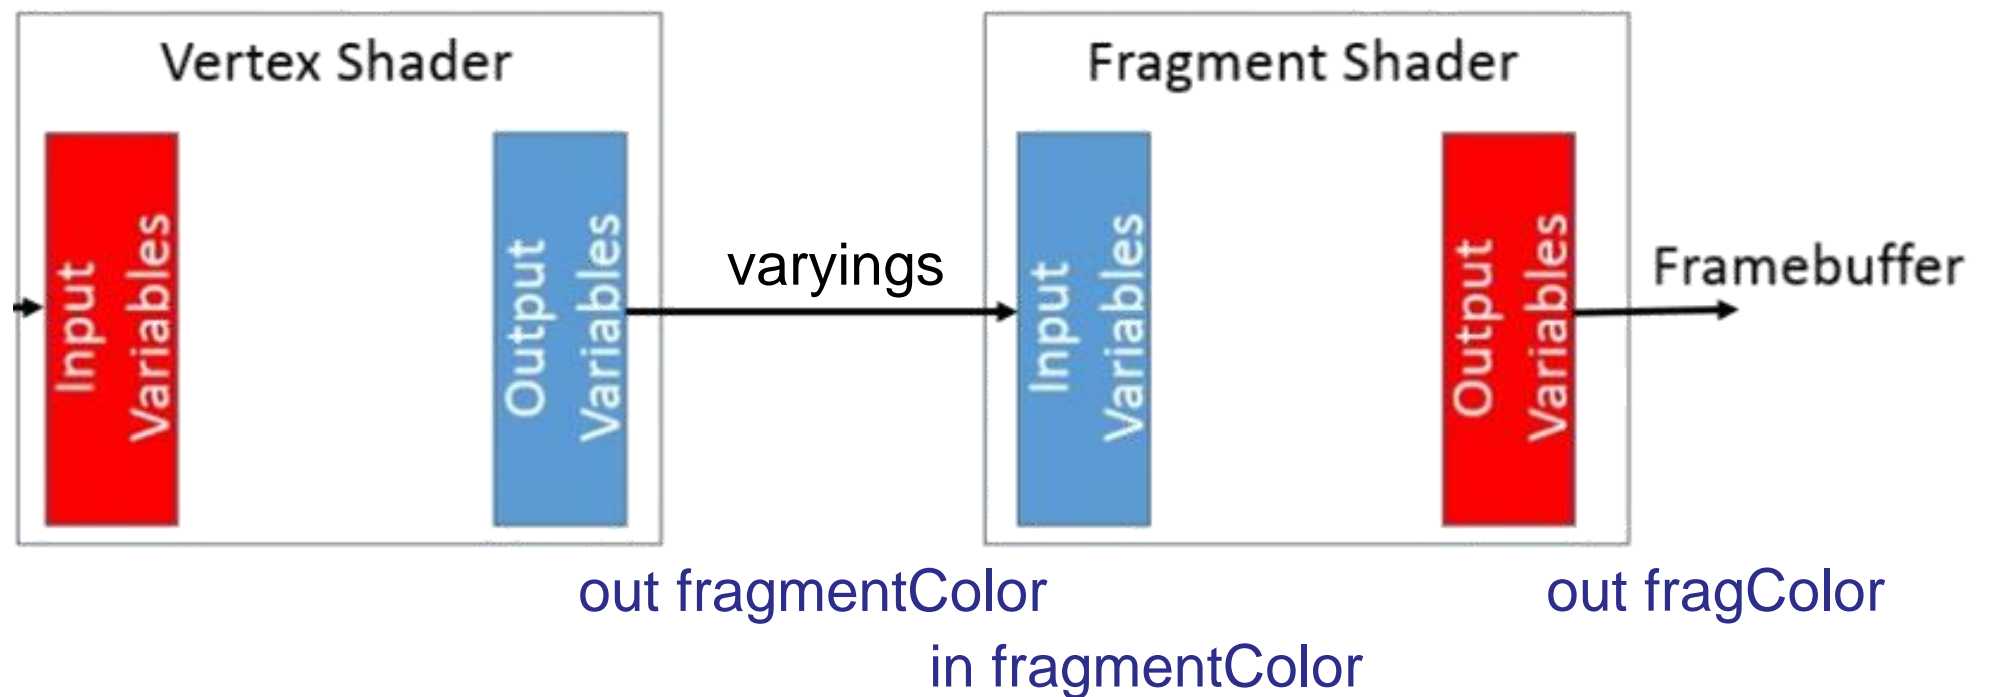 Vertex Shader
Fragment Shader
Input
Variables
Output
Variables
varyings
Input
Variables
Output
Variables
Framebuffer
out fragmentColor
out fragColor
in fragmentColor